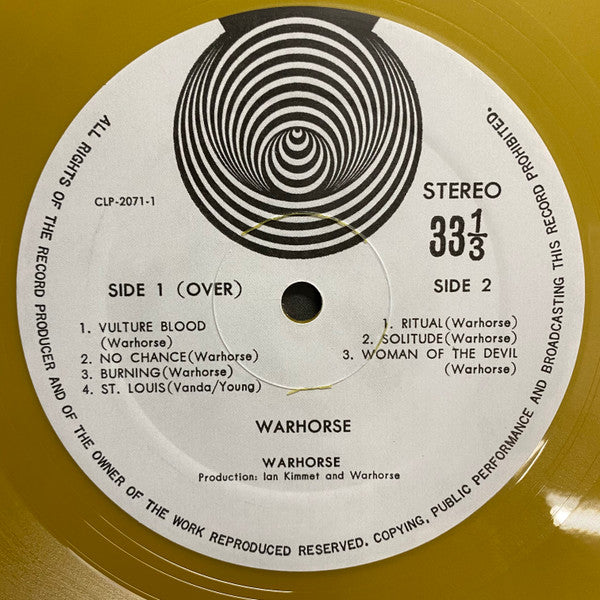 CLP-2071-1
STEREO
33 1/3
SIDE 1 (OVER)
SIDE 2
1. VULTURE BLOOD
(Warhorse)
2. NO CHANCE(Warhorse)
3. BURNING(Warhorse)
4. ST. LOUIS(Vanda/Young)
1. RITUAL(Warhorse)
2. SOLITUDE(Warhorse)
3. WOMAN OF THE DEVIL
(Warhorse)
WARHORSE
WARHORSE
Production: Ian Kimmet and Warhorse
ALL RIGHTS OF THE RECORD PRODUCER AND OF THE OWNER OF THE WORK REPRODUCED RESERVED. COPYING, PUBLIC PERFORMANCE AND BROADCASTING THIS RECORD PROHIBITED.